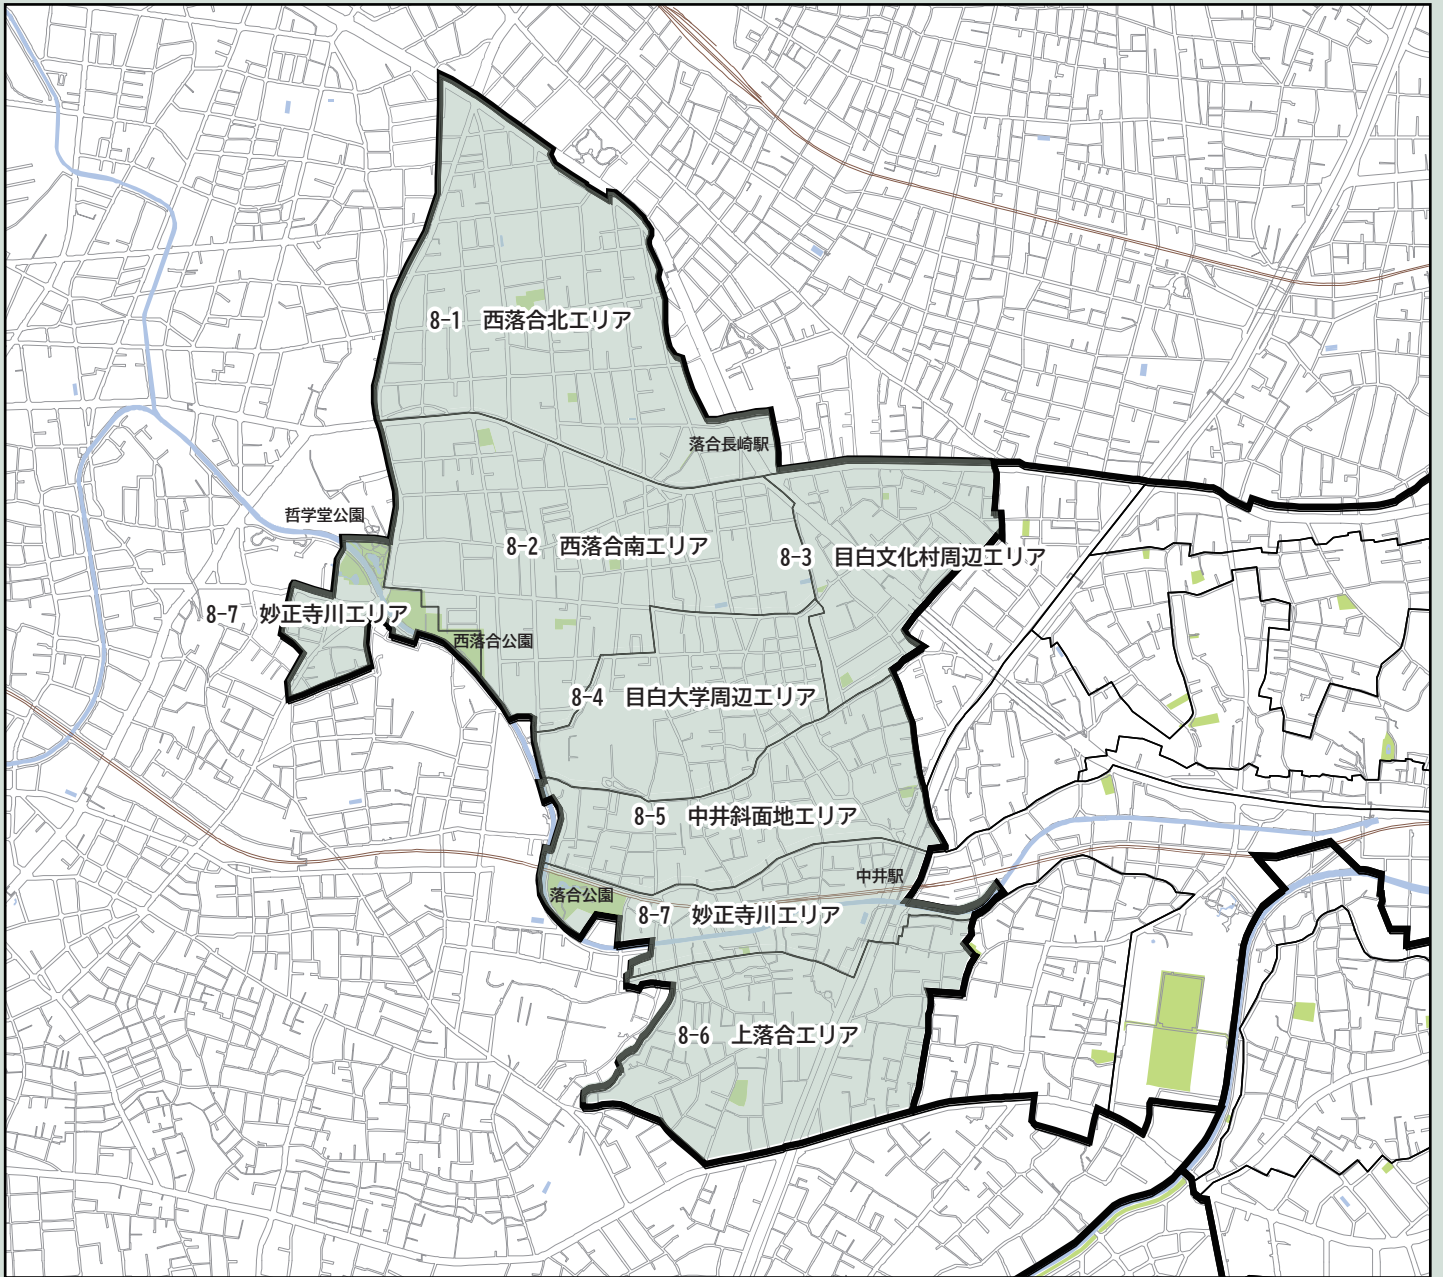 8-1 西落合北エリア
落合長崎駅
哲学堂公園
8-2 西落合南エリア
8-3 目白文化村周辺エリア
8-7 妙正寺川エリア
西落合公園
8-4 目白大学周辺エリア
8-5 中井斜面地エリア
中井駅
落合公園
8-7 妙正寺川エリア
8-6 上落合エリア